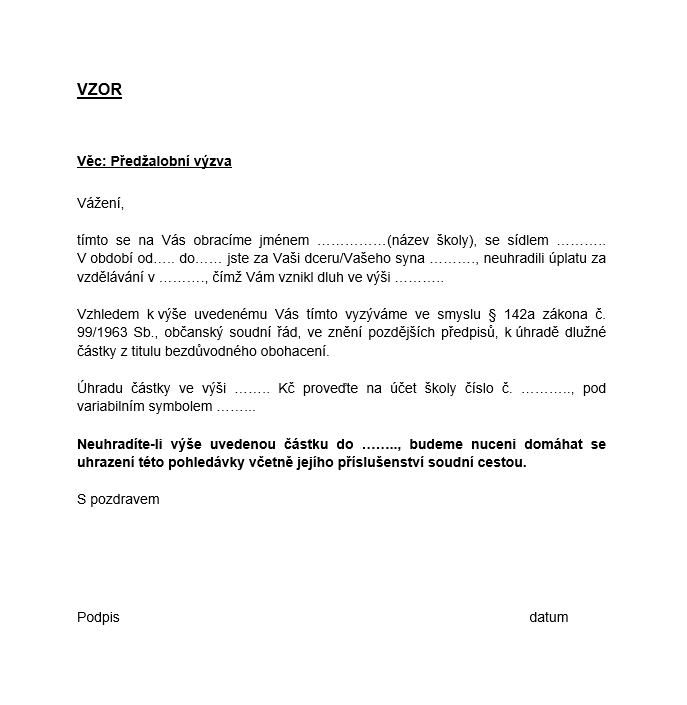 VZOR
Věc: Předžalobní výzva
Vážení,
tímto se na Vás obracíme jménem ……………(název školy), se sídlem ………..
V období od….. do…… jste za Vaši dceru/Vašeho syna ………., neuhradili úplatu za
vzdělávání v ………., čímž Vám vznikl dluh ve výši ………..
Vzhledem k výše uvedenému Vás tímto vyzýváme ve smyslu § 142a zákona č.
99/1963 Sb., občanský soudní řád, ve znění pozdějších předpisů, k úhradě dlužné
částky z titulu bezdůvodného obohacení.
Úhradu částky ve výši …….. Kč proveďte na účet školy číslo č. ……….., pod
variabilním symbolem ……...
Neuhradíte-li výše uvedenou částku do …….., budeme nuceni domáhat se
uhrazení této pohledávky včetně jejího příslušenství soudní cestou.
S pozdravem
Podpis datum